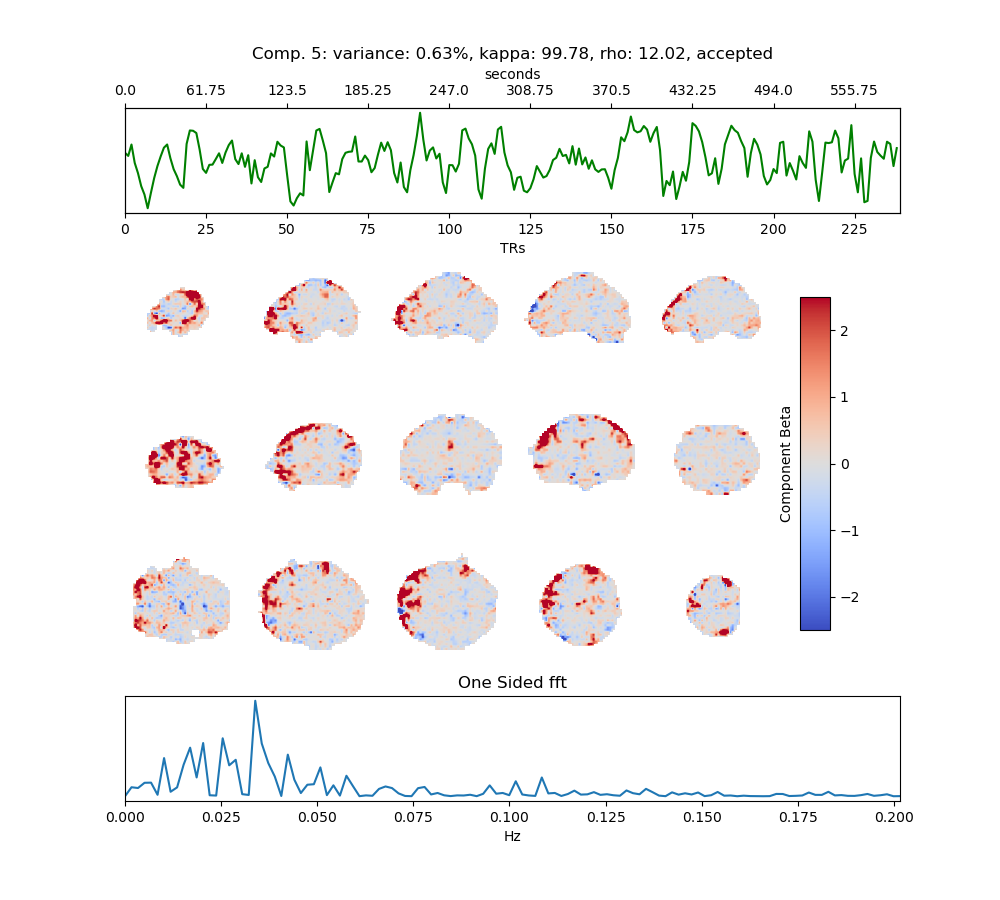 Comp. 5: variance: 0.63%, kappa: 99.78, rho: 12.02, accepted
seconds
0.0 61.75 123.5 185.25 247.0 308.75 370.5 432.25 494.0 555.75
0 25 50 75 100 125 150 175 200 225
TRs
2
1
0
−1
−2
Component Beta
One Sided fft
0.000 0.025 0.050 0.075 0.100 0.125 0.150 0.175 0.200
Hz